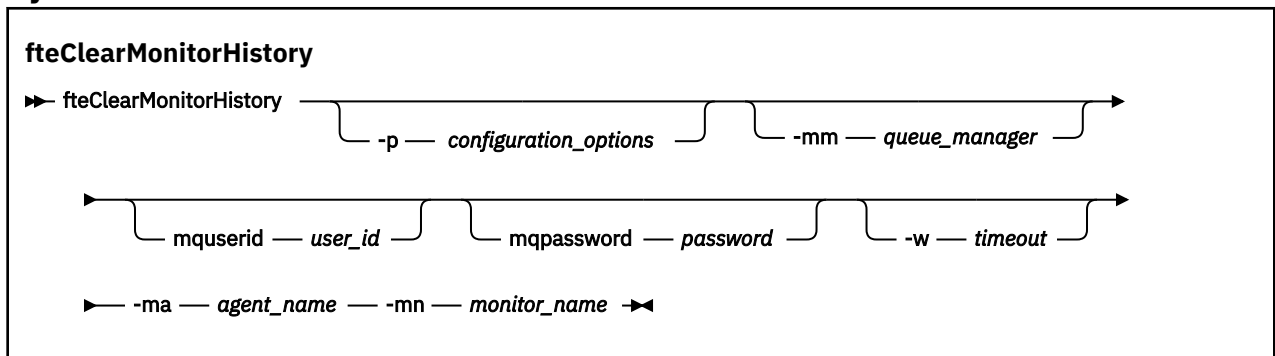 fteClearMonitorHistory
fteClearMonitorHistory
-p configuration_options -mm queue_manager
mquserid user_id mqpassword password -w timeout
-ma agent_name -mn monitor_name